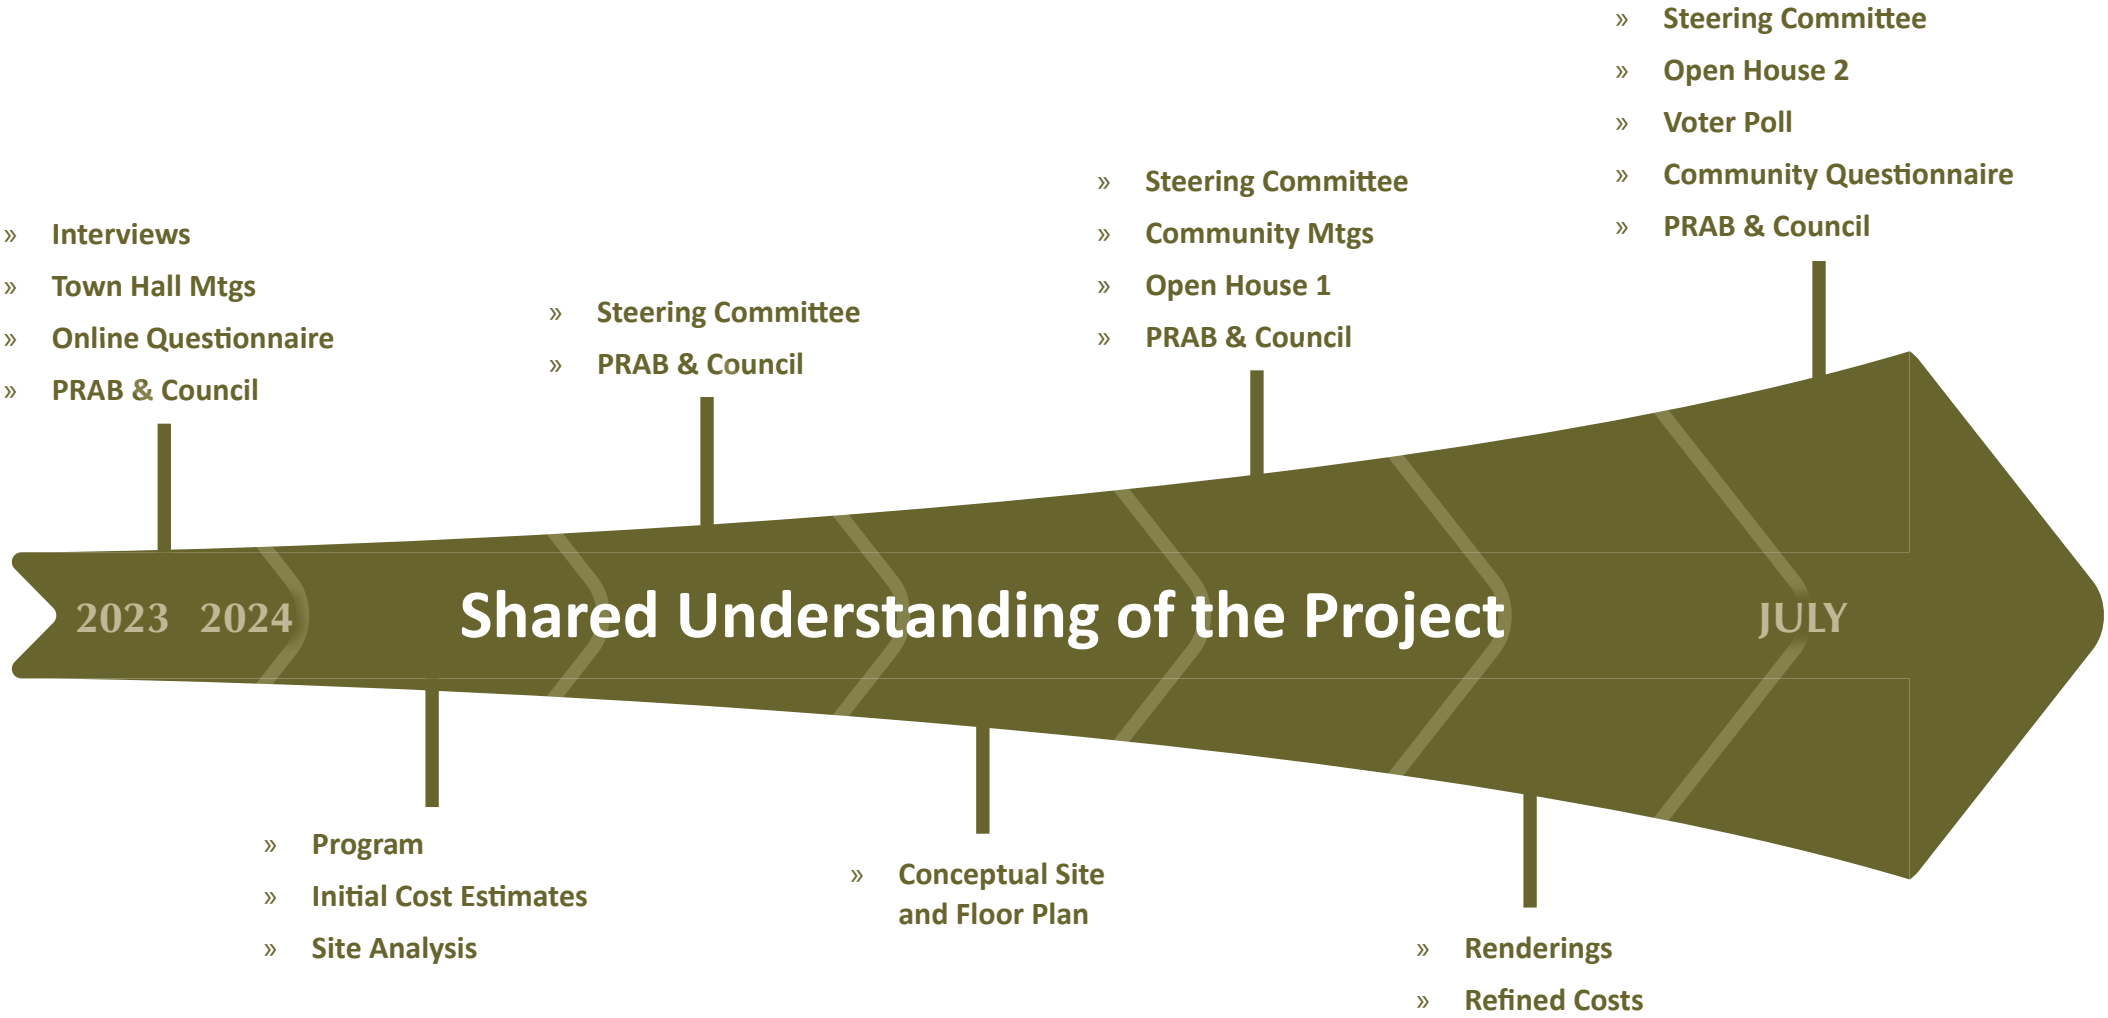 » Interviews
» Town Hall Mtgs
» Online Questionnaire
» PRAB & Council
» Steering Committee
» PRAB & Council
» Steering Committee
» Community Mtgs
» Open House 1
» PRAB & Council
» Steering Committee
» Open House 2
» Voter Poll
» Community Questionnaire
» PRAB & Council
2023 2024 Shared Understanding of the Project JULY
» Program
» Initial Cost Estimates
» Site Analysis
» Conceptual Site
and Floor Plan
» Renderings
» Refined Costs